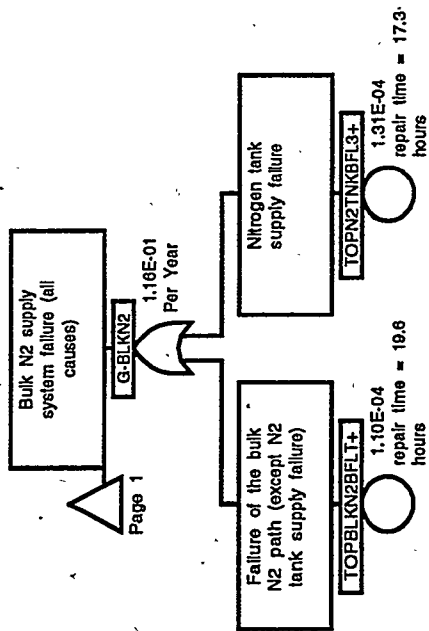 Bulk N2 supply
system failure (all
causes)
G-BLKN2
1.16E-01
Per Year
Page 1
Failure of the bulk
N2 path (except N2
tank supply failure)
TOPBLKN2BFLT+
1.10E-04
repair time = 19.6
hours
Nitrogen tank
supply failure
TOPN2TNKBFL3+
1.31E-04
repair time = 17.3
hours